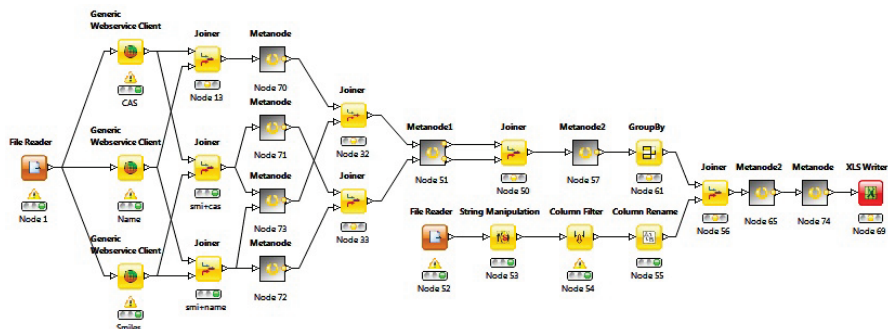 Generic
Webservice Client
CAS
Joiner
Node 13
Metanode
Node 70
Joiner
Node 32
File Reader
Node 1
Generic
Webservice Client
Name
Joiner
smi+cas
Metanode
Node 71
Metanode
Node 73
Joiner
Node 33
Generic
Webservice Client
Smiles
Joiner
smi+name
Metanode
Node 72
Metanode1
Node 51
Joiner
Node 50
Metanode2
Node 57
GroupBy
Node 61
File Reader
Node 52
String Manipulation
Node 53
Column Filter
Node 54
Column Rename
Node 55
Joiner
Node 56
Metanode2
Node 65
Metanode
Node 74
XLS Writer
Node 69